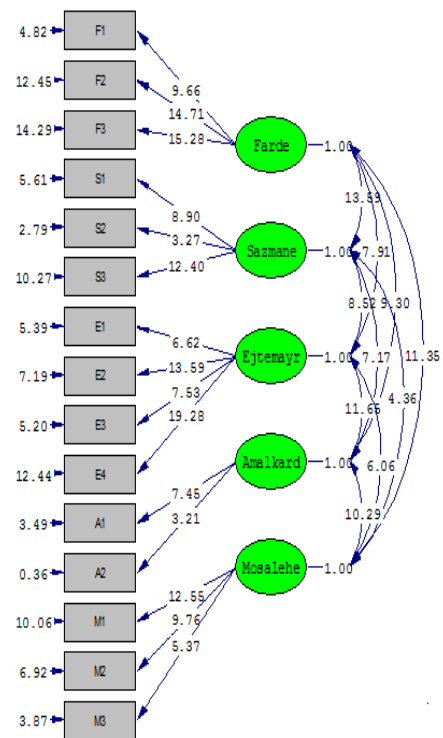 4.82 F1
9.66
12.45 F2
14.71
14.29 F3
15.28
Farde 1.00
5.61 S1
13.59
8.90
2.79 S2
3.27
Sazmane 1.00 7.91
10.27 S3
12.40
8.52 9.30
5.39 E1
6.62
Ejtemayr 1.00 7.17 11.35
7.19 E2
13.59
5.20 E3
7.53
4.36
19.28
11.65
12.44 E4
Amalkard 1.00 6.06
3.49 A1
7.45
3.21
10.29
0.36 A2
Mosalehe 1.00
10.06 M1
12.55
9.76
6.92 M2
5.37
3.87 M3